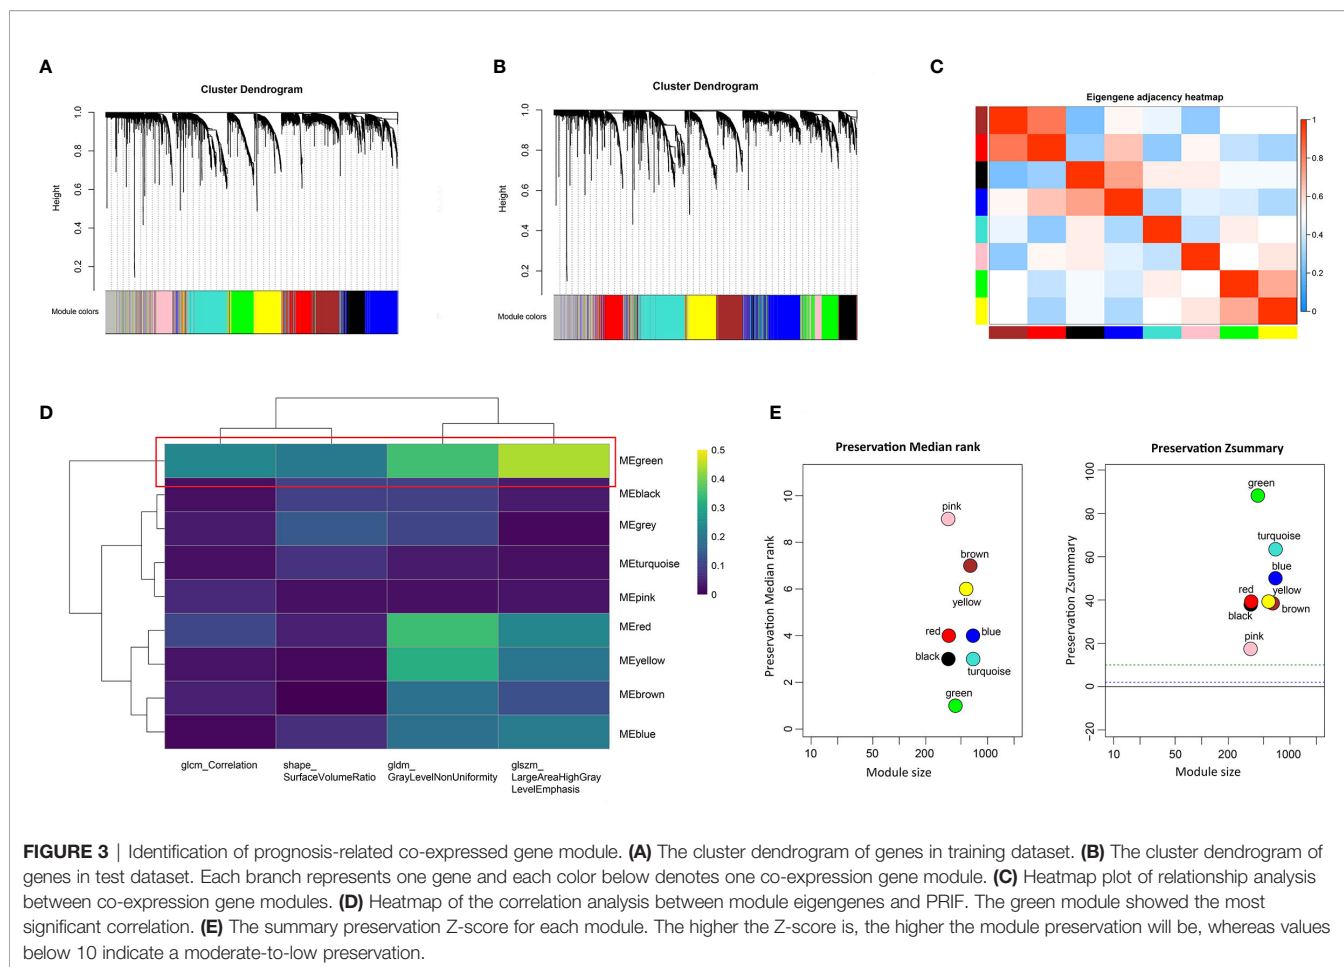 A
B
C
Cluster Dendrogram
Cluster Dendrogram
Eigengene adjacency heatmap
Height
1.0
0.8
0.6
0.4
0.2
Module colors
Height
1.0
0.8
0.6
0.4
0.2
Module colors
1
0.8
0.6
0.4
0.2
0
D
MEgreen
MEblack
MEgrey
MEturquoise
MEpink
MEred
MEyellow
MEbrown
MEblue
0.5
0.4
0.3
0.2
0.1
0
glcm_Correlation
shape_
SurfaceVolumeRatio
gldm_
GrayLevelNonUniformity
glszm_
LargeAreaHighGray
LevelEmphasis
E
Preservation Median rank
Preservation Median rank
10
8
6
4
2
0
pink
brown
yellow
red
blue
black
turquoise
green
10
50
200
1000
Module size
Preservation Zsummary
Preservation Zsummary
100
80
60
40
20
0
−20
green
turquoise
blue
red
yellow
black
brown
pink
10
50
200
1000
Module size
FIGURE 3 | Identification of prognosis-related co-expressed gene module. (A) The cluster dendrogram of genes in training dataset. (B) The cluster dendrogram of
genes in test dataset. Each branch represents one gene and each color below denotes one co-expression gene module. (C) Heatmap plot of relationship analysis
between co-expression gene modules. (D) Heatmap of the correlation analysis between module eigengenes and PRIF. The green module showed the most
significant correlation. (E) The summary preservation Z-score for each module. The higher the Z-score is, the higher the module preservation will be, whereas values
below 10 indicate a moderate-to-low preservation.